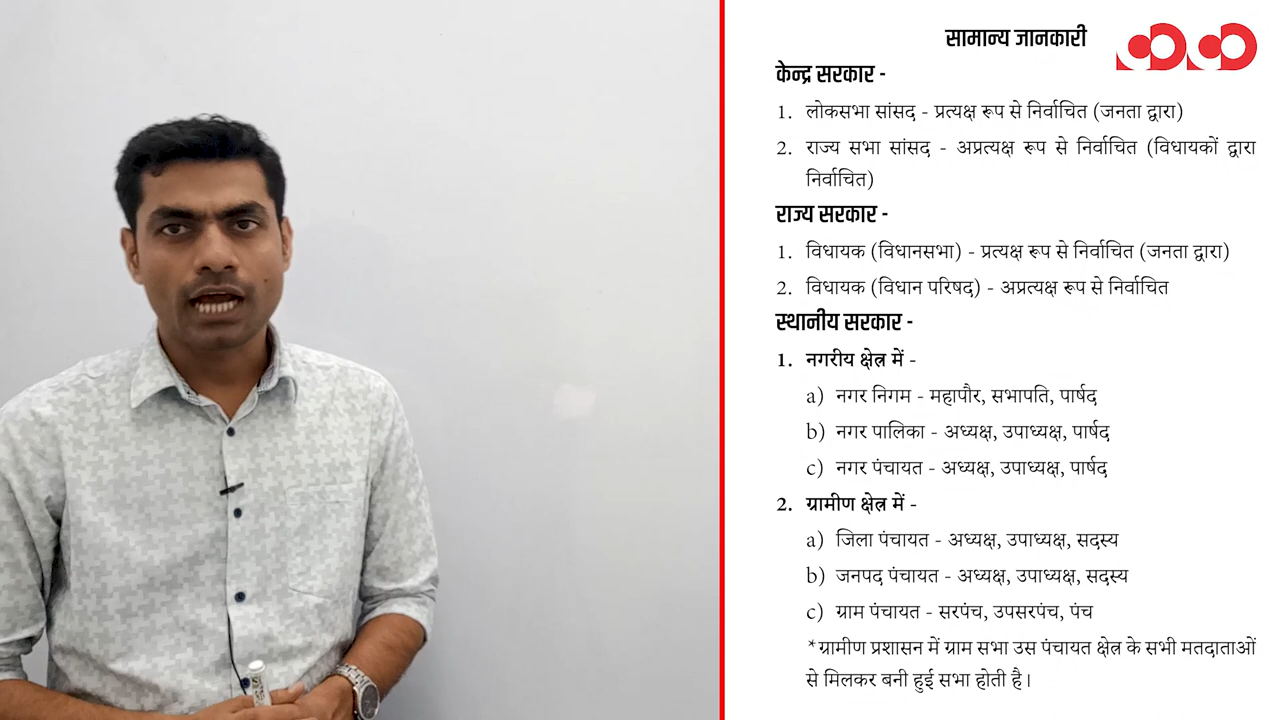 सामान्य जानकारी
केन्द्र सरकार -
1. लोकसभा सांसद - प्रत्यक्ष रूप से निर्वाचित (जनता द्वारा)
2. राज्य सभा सांसद - अप्रत्यक्ष रूप से निर्वाचित (विधायकों द्वारा
निर्वाचित)
राज्य सरकार -
1. विधायक (विधानसभा) - प्रत्यक्ष रूप से निर्वाचित (जनता द्वारा)
2. विधायक (विधान परिषद) - अप्रत्यक्ष रूप से निर्वाचित
स्थानीय सरकार -
1. नगरीय क्षेत्र में -
a) नगर निगम - महापौर, सभापति, पार्षद
b) नगर पालिका - अध्यक्ष, उपाध्यक्ष, पार्षद
c) नगर पंचायत - अध्यक्ष, उपाध्यक्ष, पार्षद
2. ग्रामीण क्षेत्र में -
a) जिला पंचायत - अध्यक्ष, उपाध्यक्ष, सदस्य
b) जनपद पंचायत - अध्यक्ष, उपाध्यक्ष, सदस्य
c) ग्राम पंचायत - सरपंच, उपसरपंच, पंच
*ग्रामीण प्रशासन में ग्राम सभा उस पंचायत क्षेत्र के सभी मतदाताओं
से मिलकर बनी हुई सभा होती है।